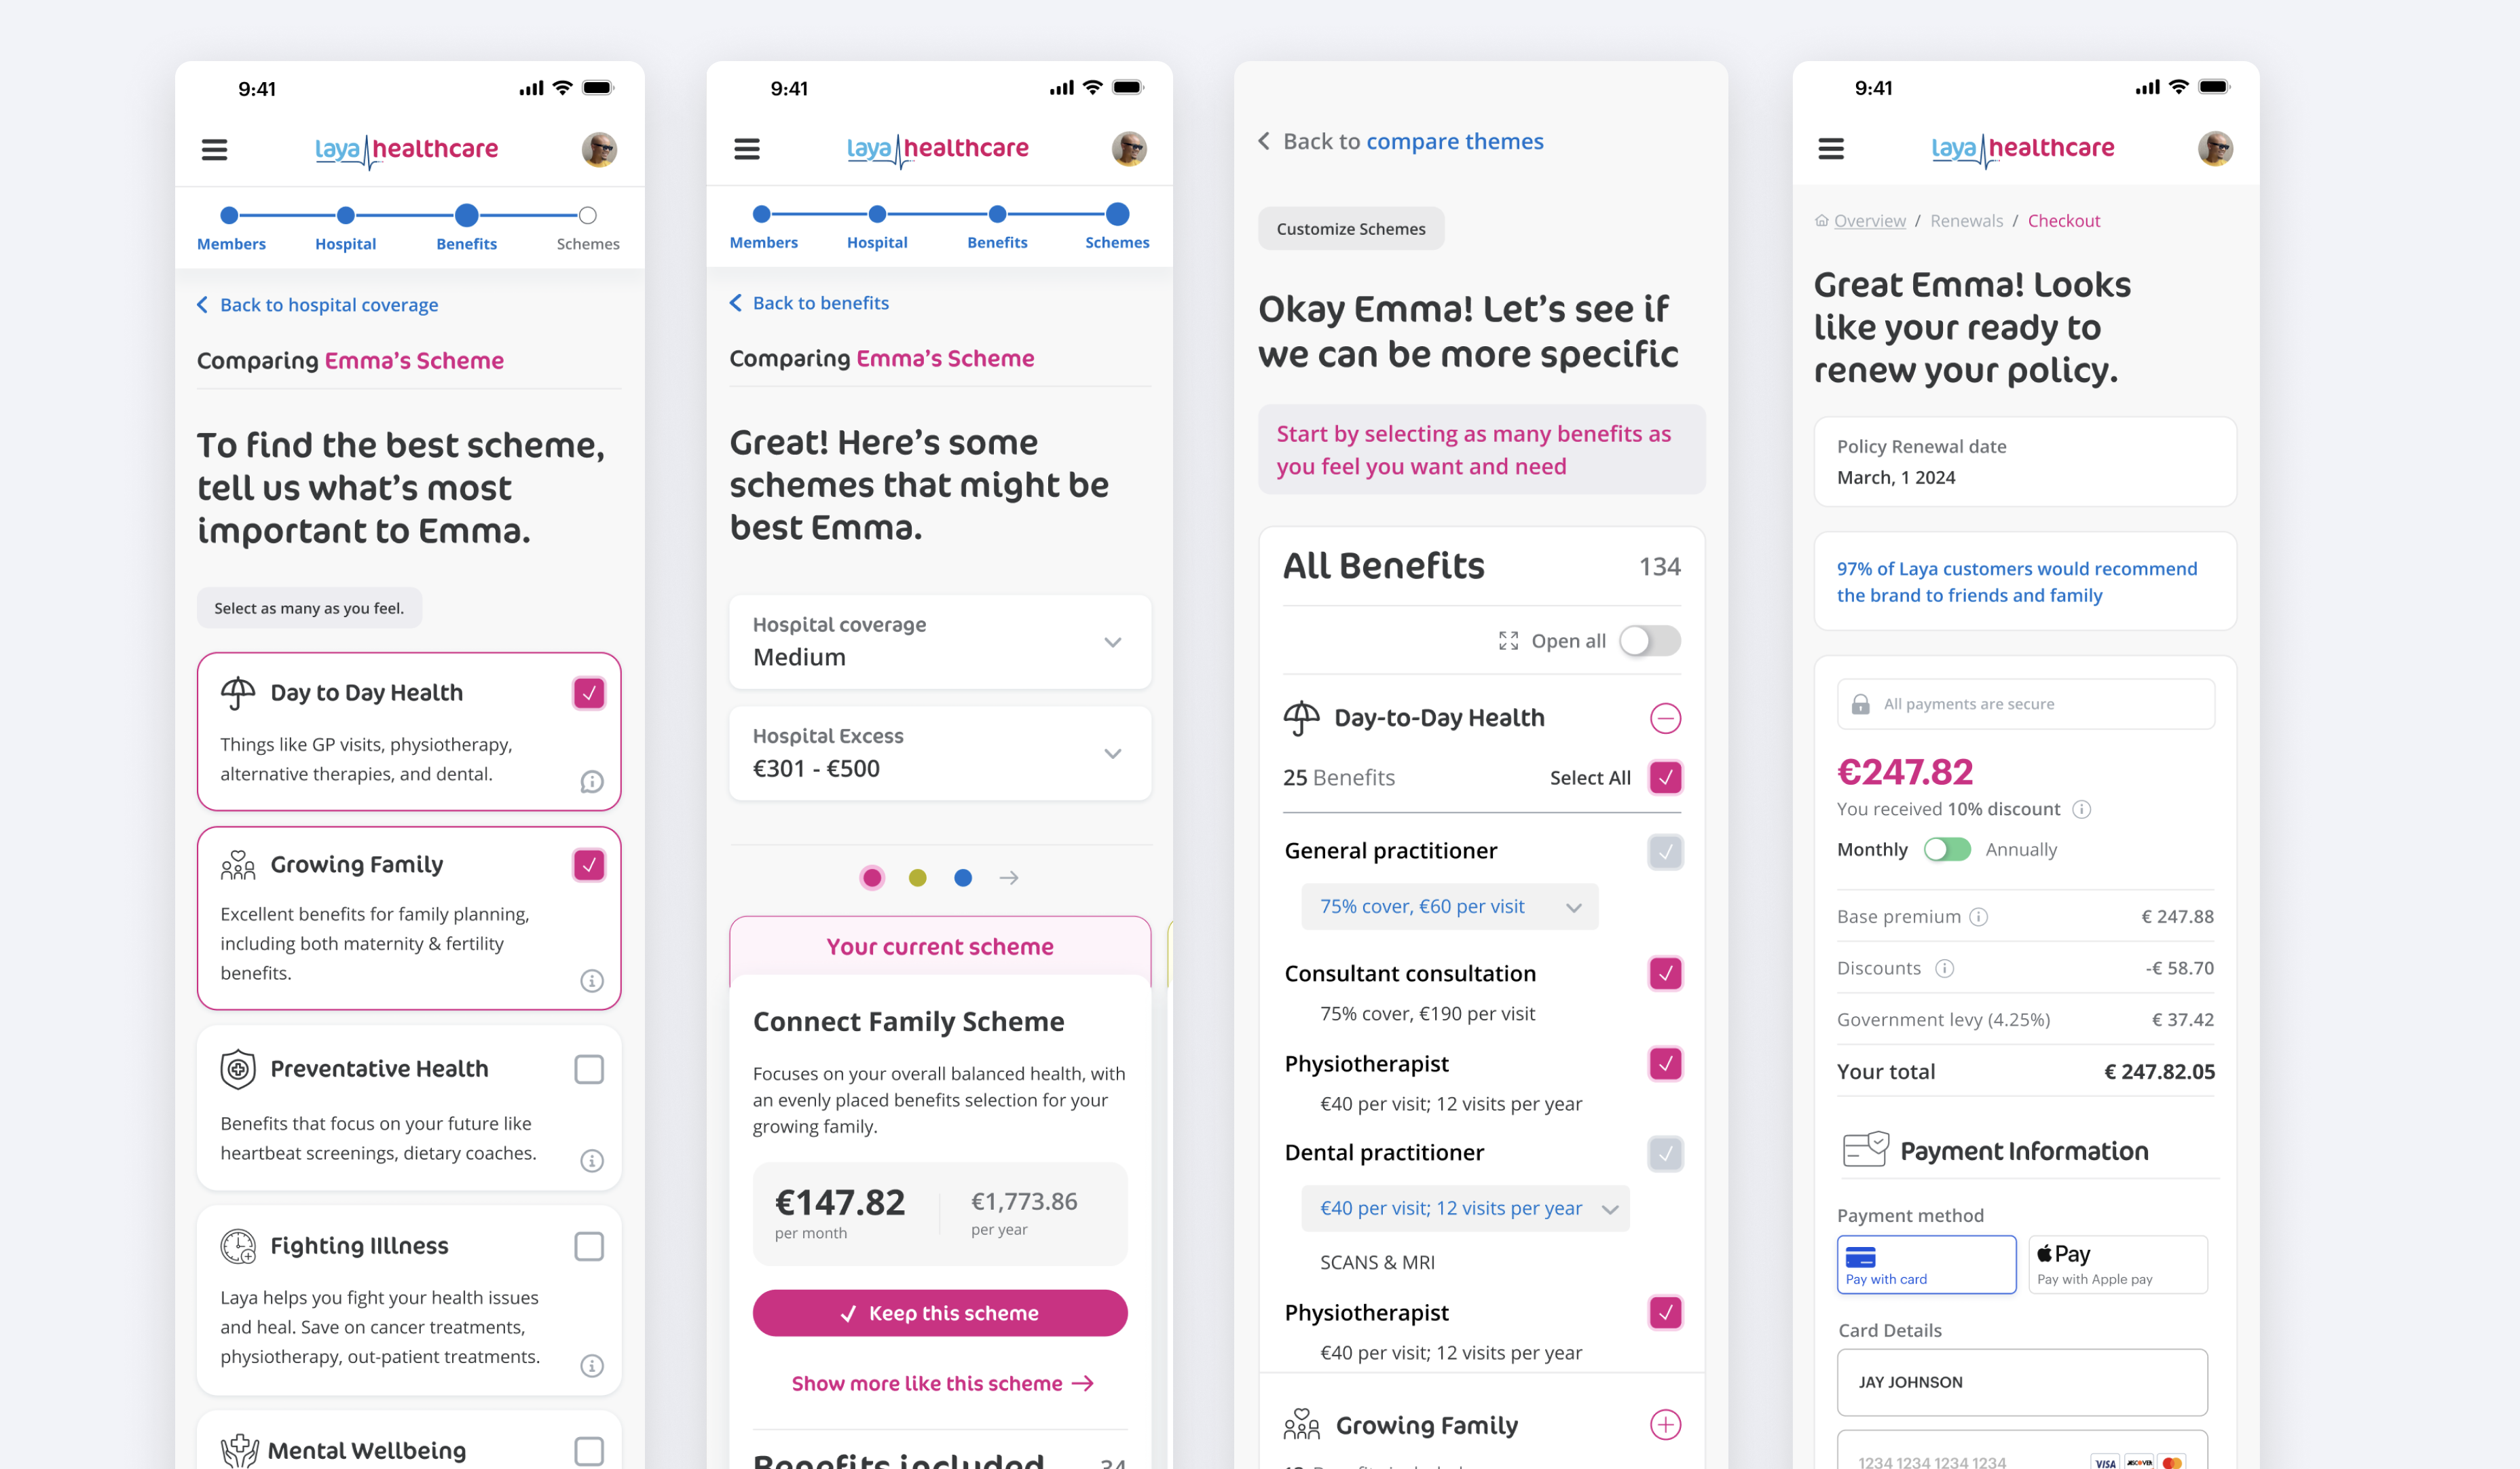 9:41
laya healthcare
Members
Hospital
Benefits
Schemes
Back to hospital coverage
Comparing Emma's Scheme
To find the best scheme,
tell us what's most
important to Emma.
Select as many as you feel.
Day to Day Health
Things like GP visits, physiotherapy,
alternative therapies, and dental.
Growing Family
Excellent benefits for family planning,
including both maternity & fertility
benefits.
Preventative Health
Benefits that focus on your future like
heartbeat screenings, dietary coaches.
Fighting Illness
Laya helps you fight your health issues
and heal. Save on cancer treatments,
physiotherapy, out-patient treatments.
Mental Wellbeing
9:41
laya healthcare
Members
Hospital
Benefits
Schemes
Back to benefits
Comparing Emma's Scheme
Great! Here's some
schemes that might be
best Emma.
Hospital coverage
Medium
Hospital Excess
€301 - €500
Your current scheme
Connect Family Scheme
Focuses on your overall balanced health, with
an evenly placed benefits selection for your
growing family.
€147.82
per month
€1,773.86
per year
Keep this scheme
Show more like this scheme
Benefits included 34
Back to compare themes
Customize Schemes
Okay Emma! Let's see if
we can be more specific
Start by selecting as many benefits as
you feel you want and need
All Benefits 134
Open all
Day-to-Day Health
25 Benefits Select All
General practitioner
75% cover, €60 per visit
Consultant consultation
75% cover, €190 per visit
Physiotherapist
€40 per visit; 12 visits per year
Dental practitioner
€40 per visit; 12 visits per year
SCANS & MRI
Physiotherapist
€40 per visit; 12 visits per year
Growing Family
9:41
laya healthcare
Overview / Renewals / Checkout
Great Emma! Looks
like your ready to
renew your policy.
Policy Renewal date
March, 1 2024
97% of Laya customers would recommend
the brand to friends and family
All payments are secure
€247.82
You received 10% discount
Monthly Annually
Base premium € 247.88
Discounts -€ 58.70
Government levy (4.25%) € 37.42
Your total € 247.82.05
Payment Information
Payment method
Pay with card
Pay
Pay with Apple pay
Card Details
JAY JOHNSON
1234 1234 1234 1234
VISA DISCOVER